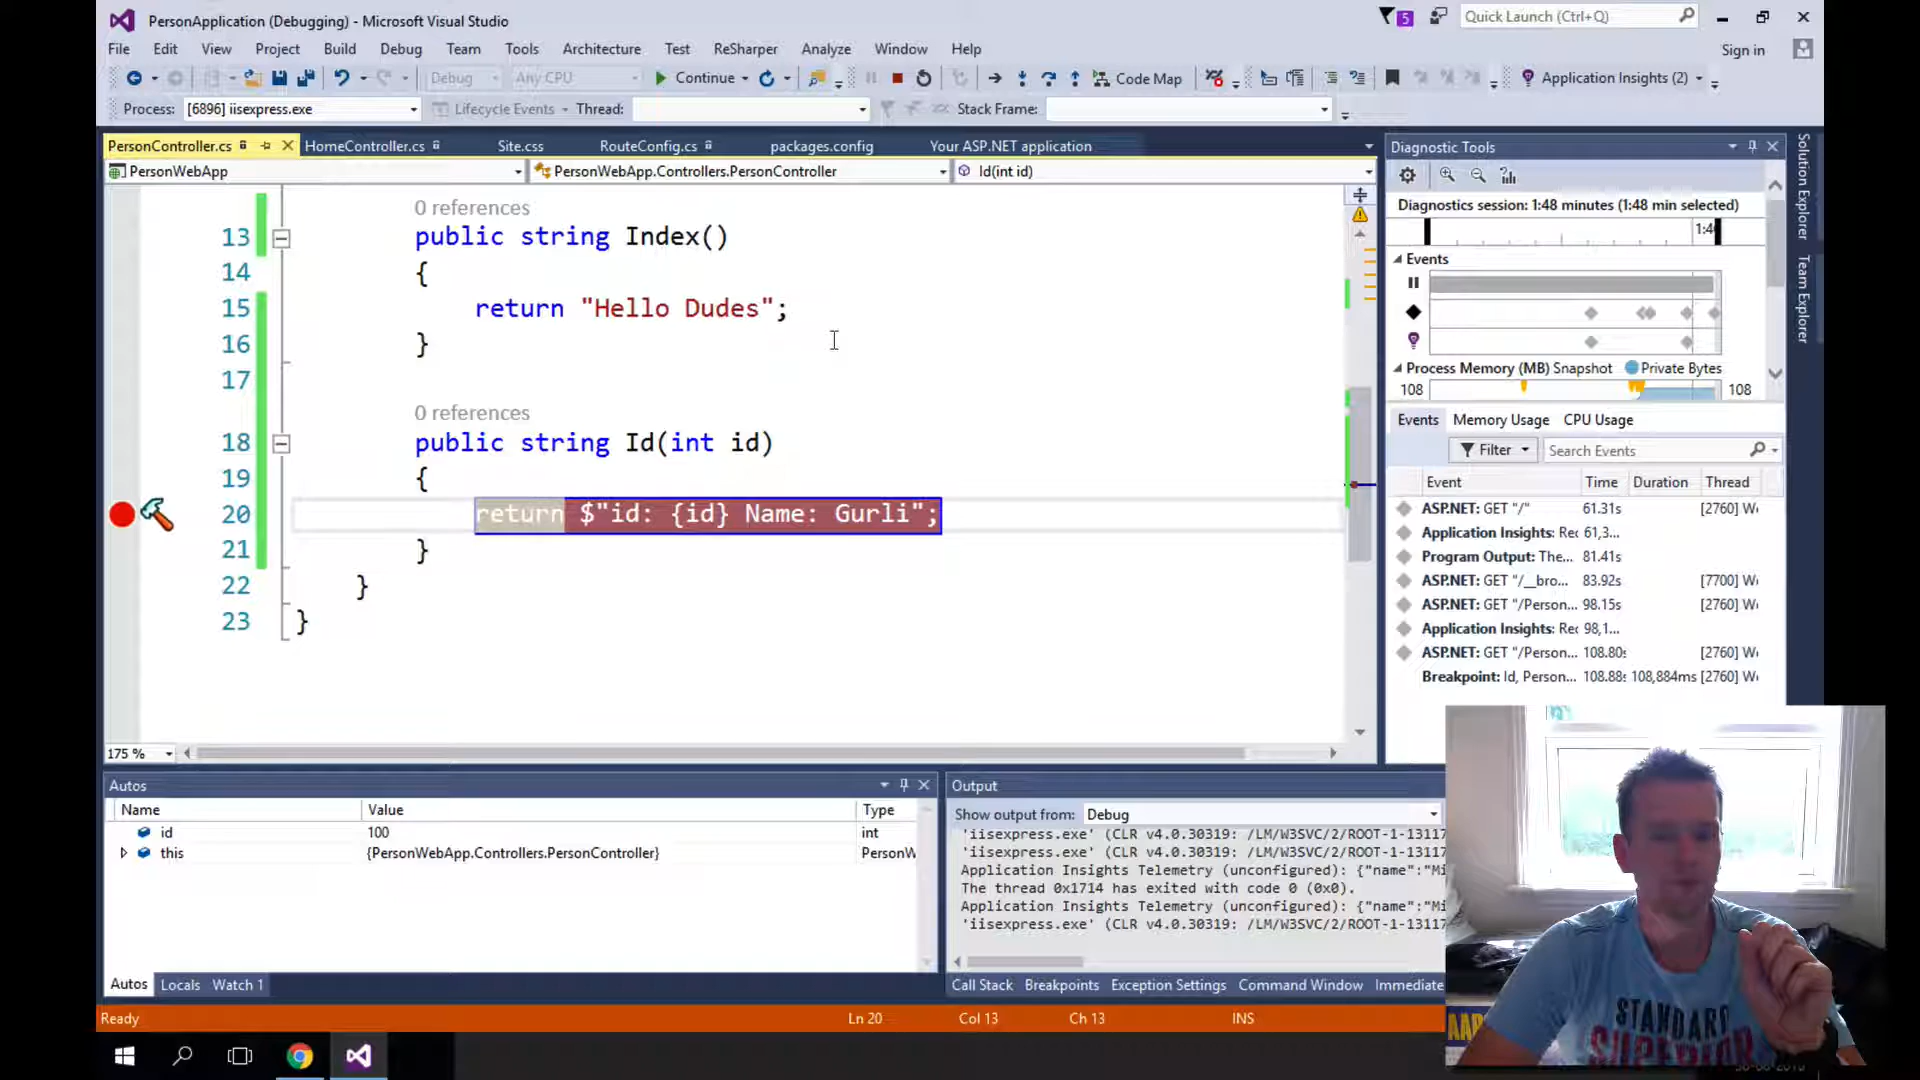 PersonApplication (Debugging) - Microsoft Visual Studio
5
Quick Launch (Ctrl+Q)
File Edit View Project Build Debug Team Tools Architecture Test ReSharper Analyze Window Help
Sign in
Debug Any CPU Continue Code Map Application Insights (2)
Process: [6896] iisexpress.exe Lifecycle Events Thread: Stack Frame:
PersonController.cs HomeController.cs Site.css RouteConfig.cs packages.config Your ASP.NET application
PersonWebApp PersonWebApp.Controllers.PersonController Id(int id)
0 references
13 public string Index()
14 {
15 return "Hello Dudes";
16 }
17
0 references
18 public string Id(int id)
19 {
20 return $"id: {id} Name: Gurli";
21 }
22 }
23 }
175 %
Diagnostic Tools
Diagnostics session: 1:48 minutes (1:48 min selected)
Events
Process Memory (MB) Snapshot Private Bytes
108 108
Events Memory Usage CPU Usage
Filter Search Events
Event Time Duration Thread
ASP.NET: GET "/" 61.31s [2760] W
Application Insights: Rec 61,3...
Program Output: The... 81.41s
ASP.NET: GET "/__bro... 83.92s [7700] W
ASP.NET: GET "/Person... 98.15s [2760] W
Application Insights: Rec 98,1...
ASP.NET: GET "/Person... 108.80s [2760] W
Breakpoint: Id, Person... 108.88s 108,884ms [2760] W
Solution Explorer
Team Explorer
Autos
Name Value Type
id 100 int
this {PersonWebApp.Controllers.PersonController} PersonW
Autos Locals Watch 1
Output
Show output from: Debug
'iisexpress.exe' (CLR v4.0.30319: /LM/W3SVC/2/ROOT-1-13117
'iisexpress.exe' (CLR v4.0.30319: /LM/W3SVC/2/ROOT-1-13117
Application Insights Telemetry (unconfigured): {"name":"Mi
The thread 0x1714 has exited with code 0 (0x0).
Application Insights Telemetry (unconfigured): {"name":"Mi
'iisexpress.exe' (CLR v4.0.30319: /LM/W3SVC/2/ROOT-1-13117
Call Stack Breakpoints Exception Settings Command Window Immediate
Ready Ln 20 Col 13 Ch 13 INS
STANDARD